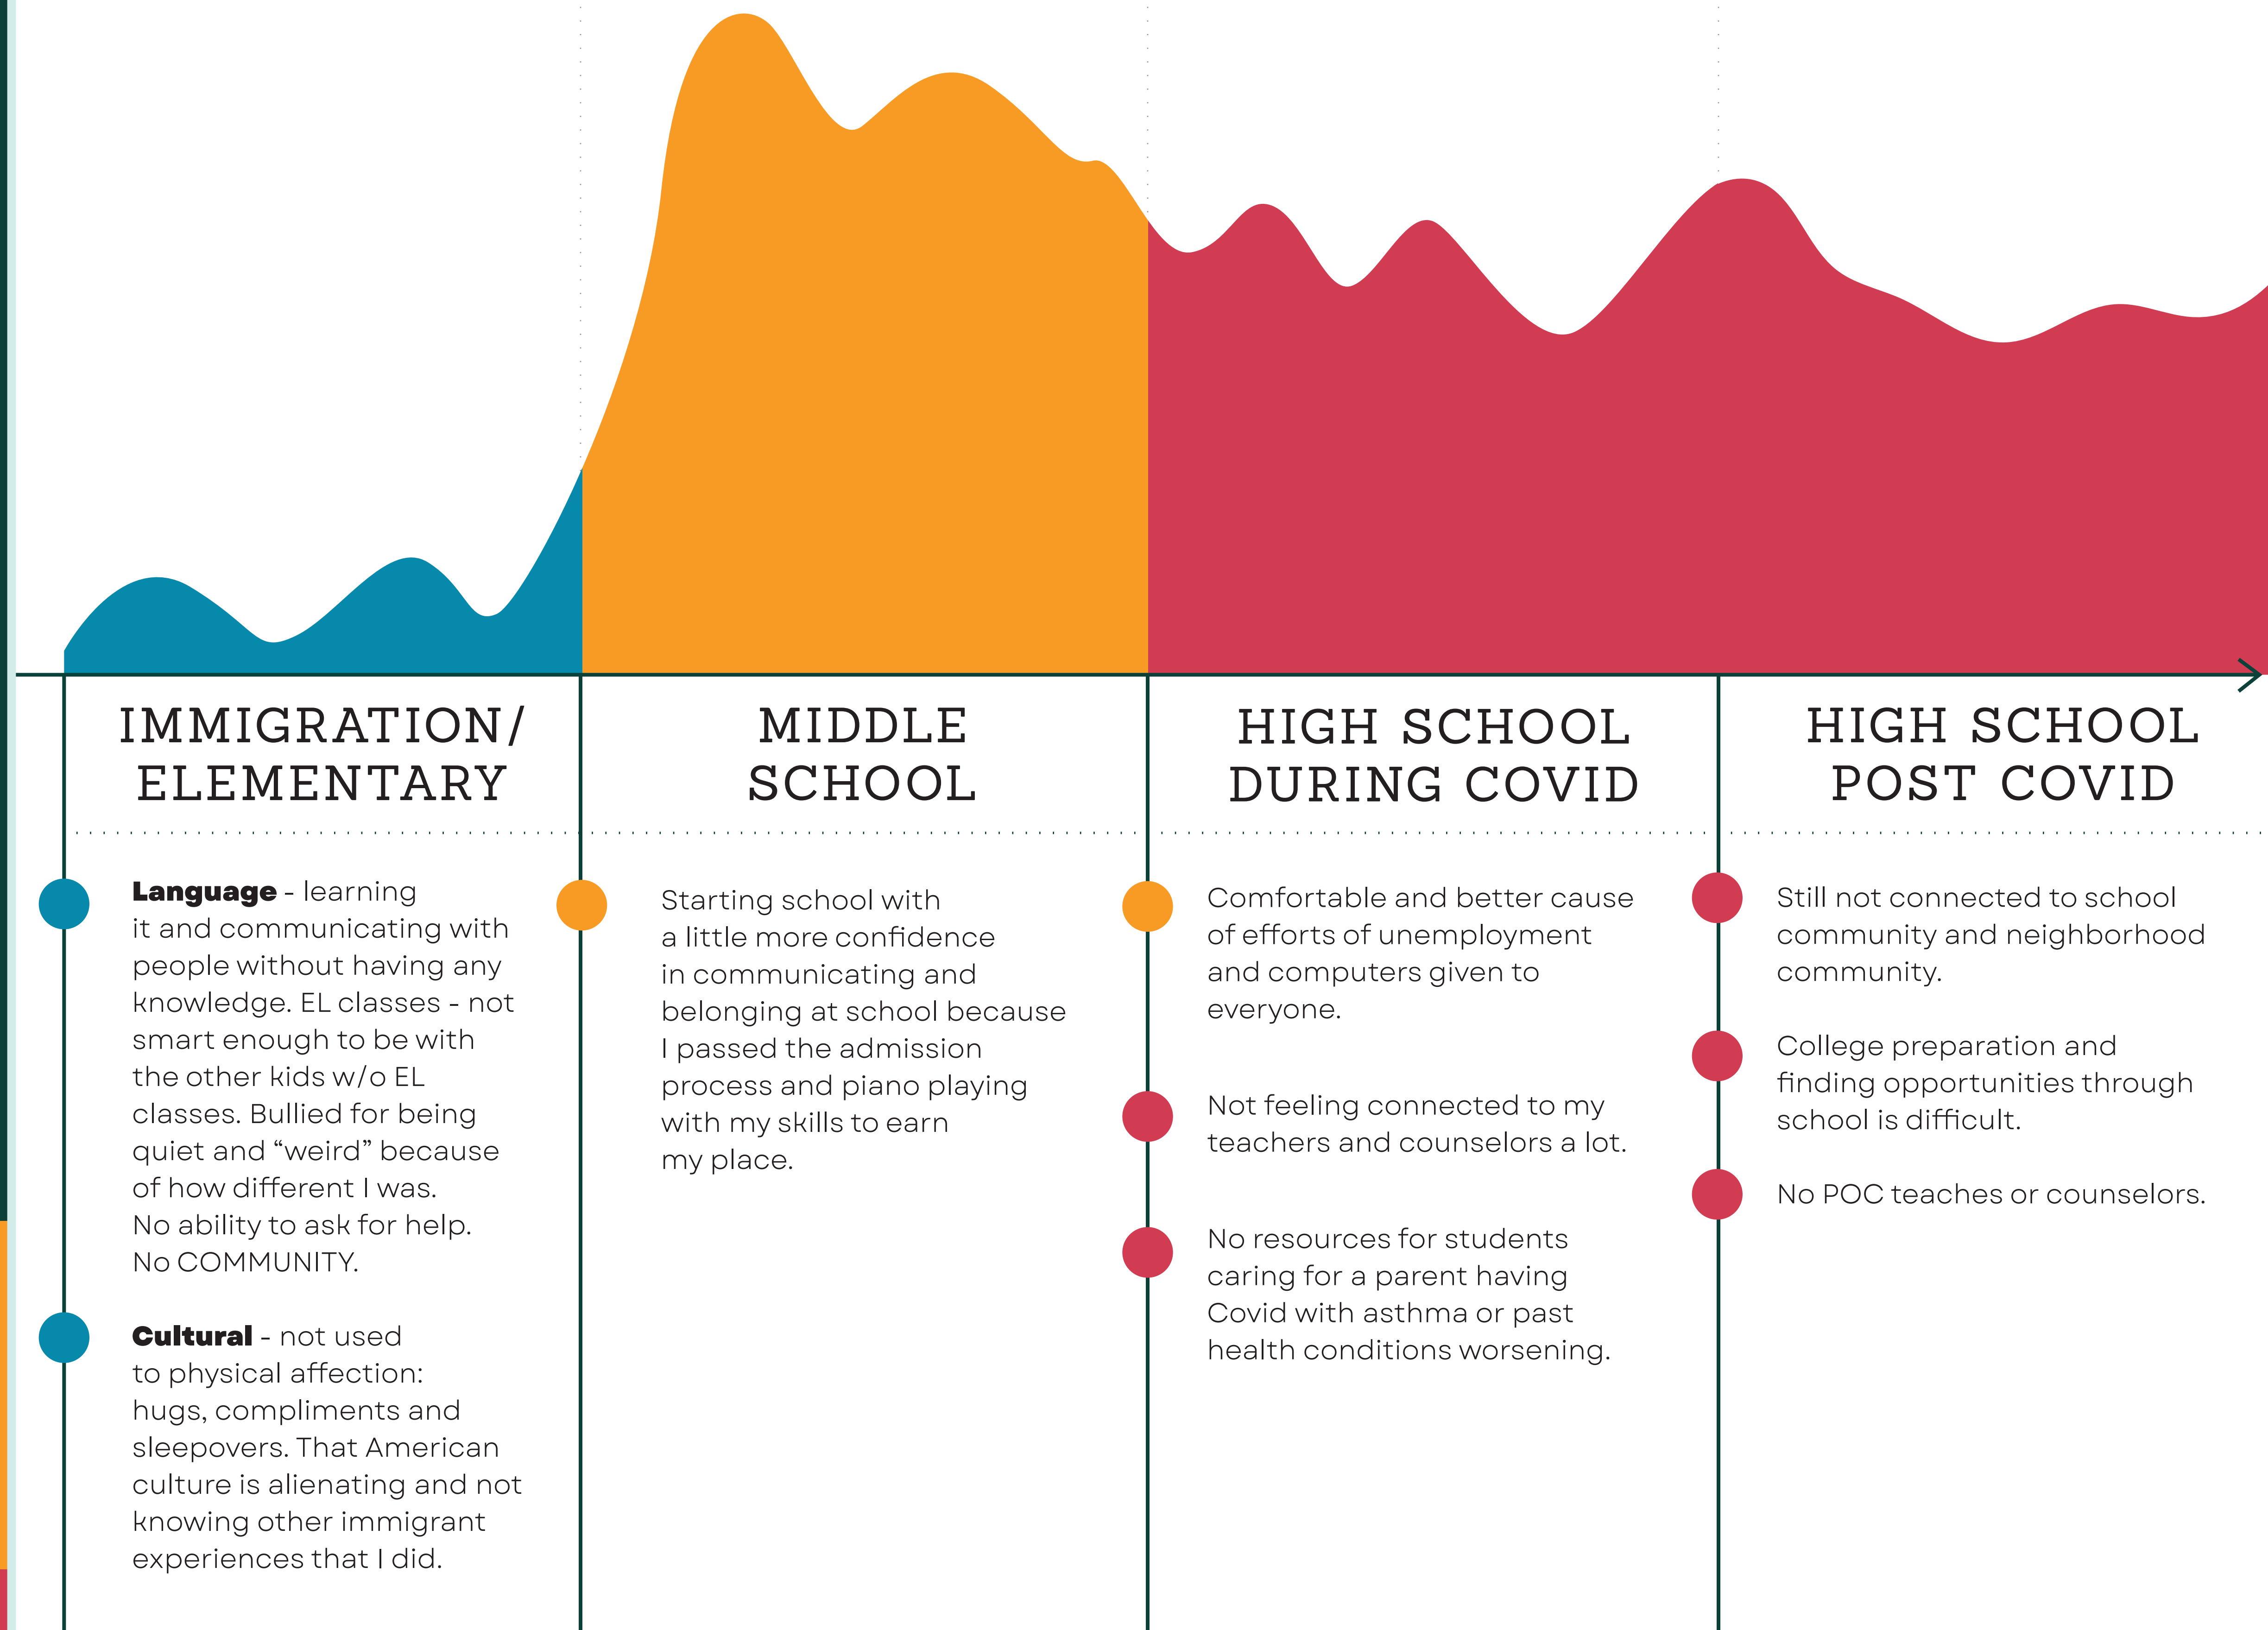 IMMIGRATION/
ELEMENTARY
Language - learning
it and communicating with
people without having any
knowledge. EL classes - not
smart enough to be with
the other kids w/o EL
classes. Bullied for being
quiet and “weird” because
of how different I was.
No ability to ask for help.
No COMMUNITY.
Cultural - not used
to physical affection:
hugs, compliments and
sleepovers. That American
culture is alienating and not
knowing other immigrant
experiences that I did.
MIDDLE
SCHOOL
Starting school with
a little more confidence
in communicating and
belonging at school because
I passed the admission
process and piano playing
with my skills to earn
my place.
HIGH SCHOOL
DURING COVID
Comfortable and better cause
of efforts of unemployment
and computers given to
everyone.
Not feeling connected to my
teachers and counselors a lot.
No resources for students
caring for a parent having
Covid with asthma or past
health conditions worsening.
HIGH SCHOOL
POST COVID
Still not connected to school
community and neighborhood
community.
College preparation and
finding opportunities through
school is difficult.
No POC teaches or counselors.